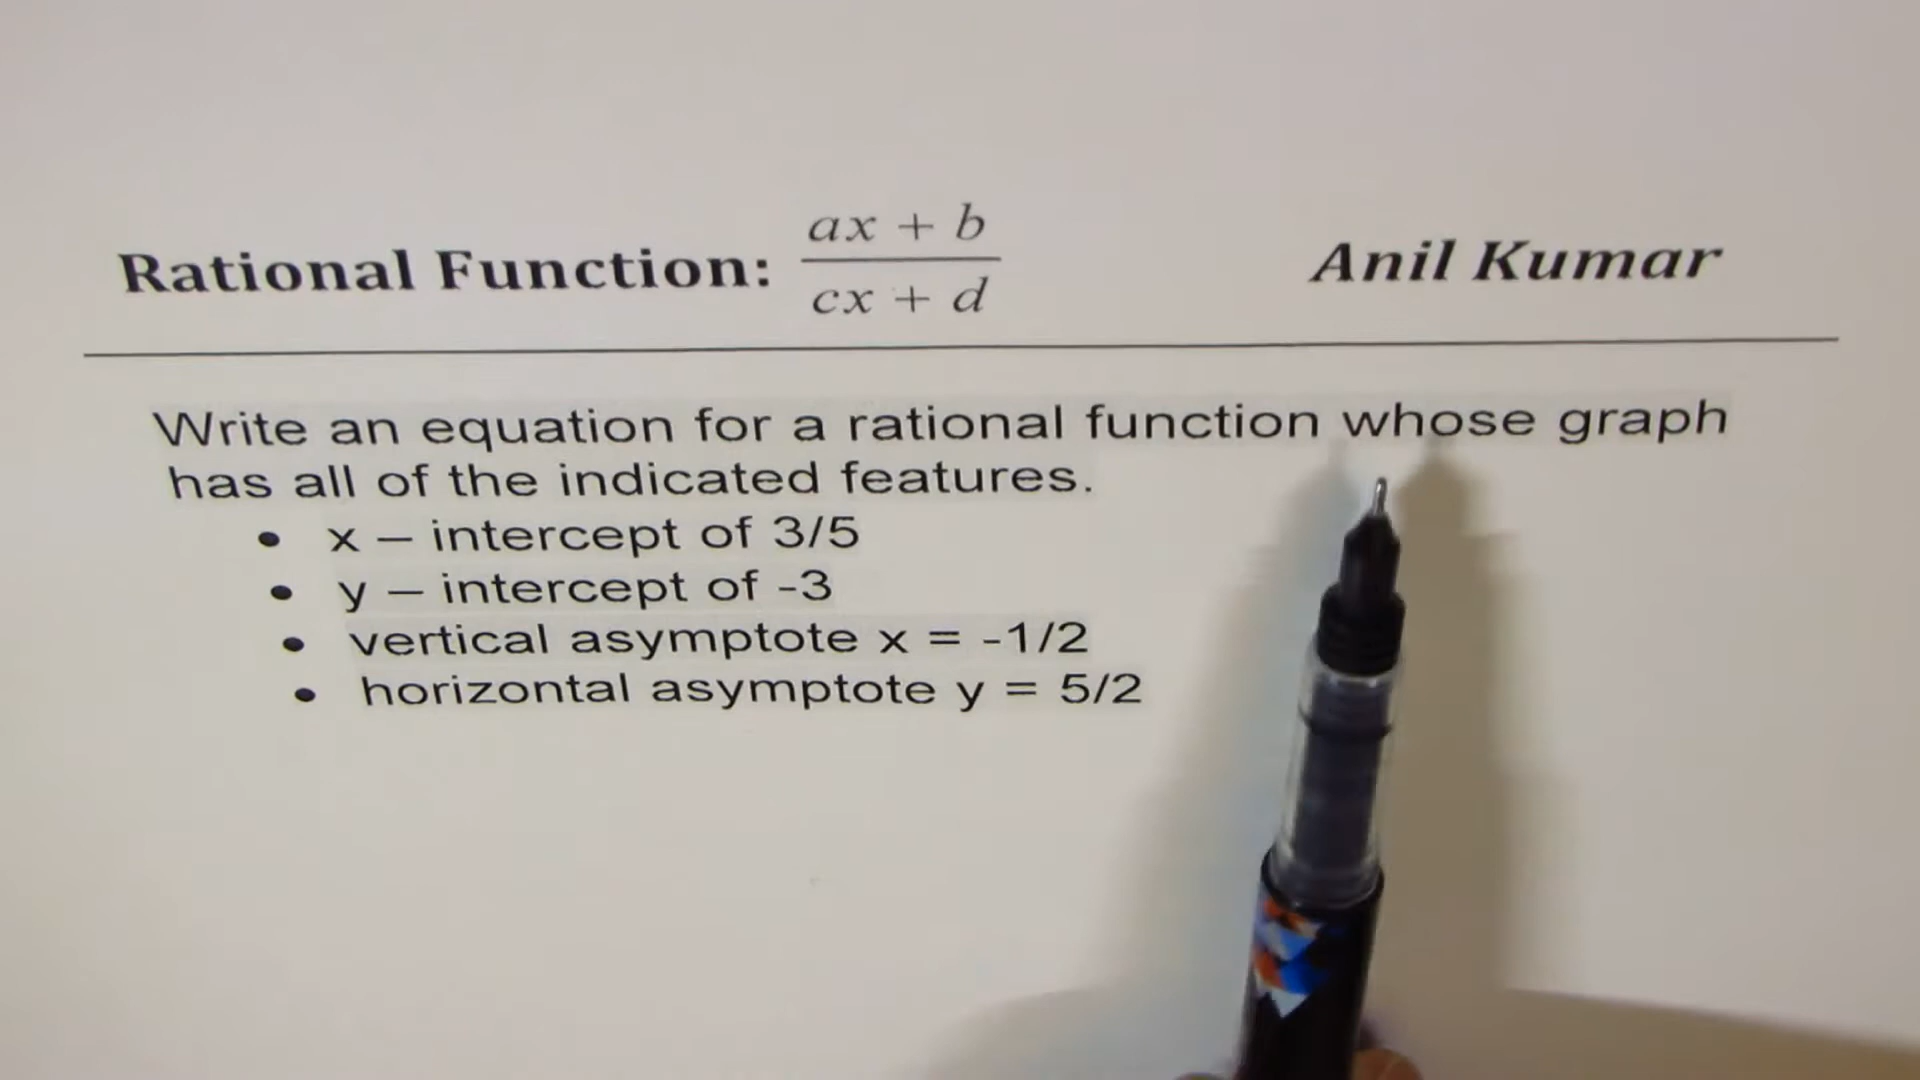 Rational Function: ax + b / cx + d Anil Kumar
Write an equation for a rational function whose graph
has all of the indicated features.
• x – intercept of 3/5
• y – intercept of -3
• vertical asymptote x = -1/2
• horizontal asymptote y = 5/2